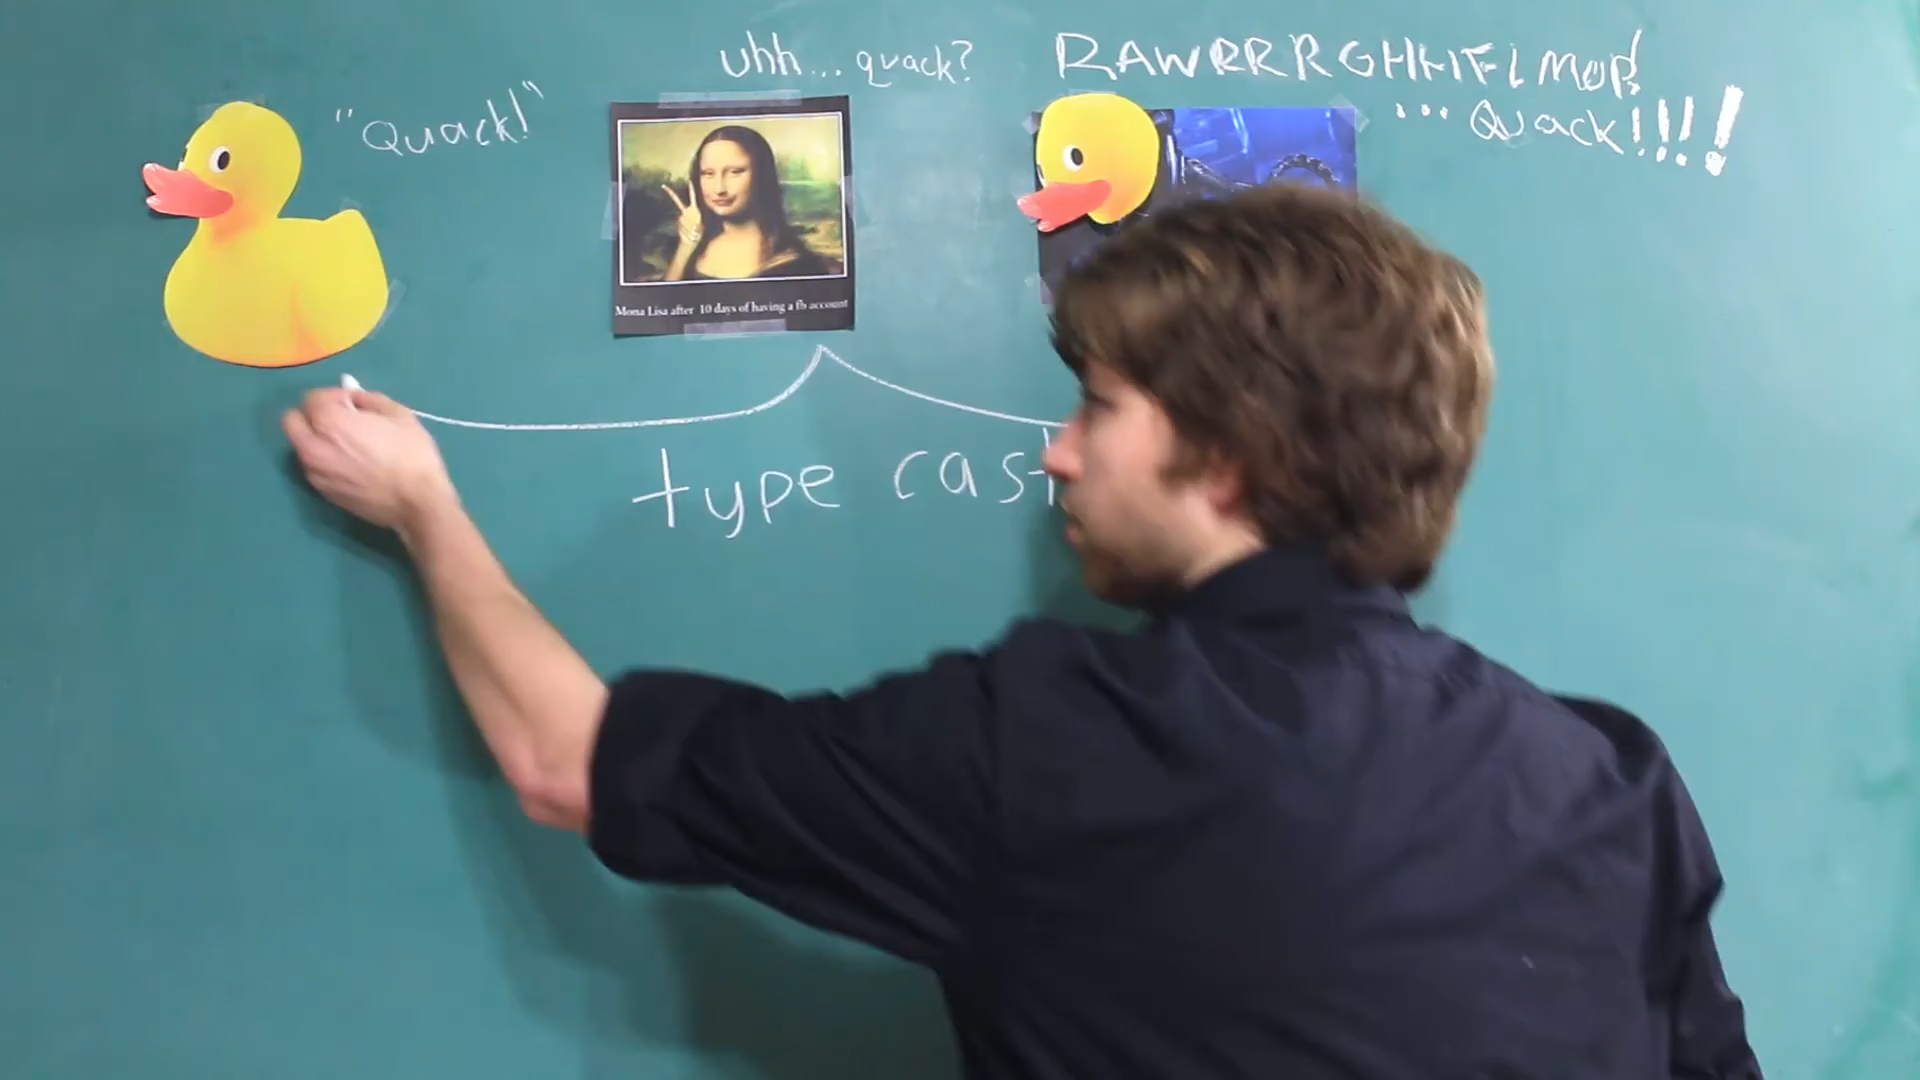 uhh... quack?
RAWRRRGHHFLMOP!
"Quack!"
... Quack!!!!
Mona Lisa after 10 days of having a fb account
type cast